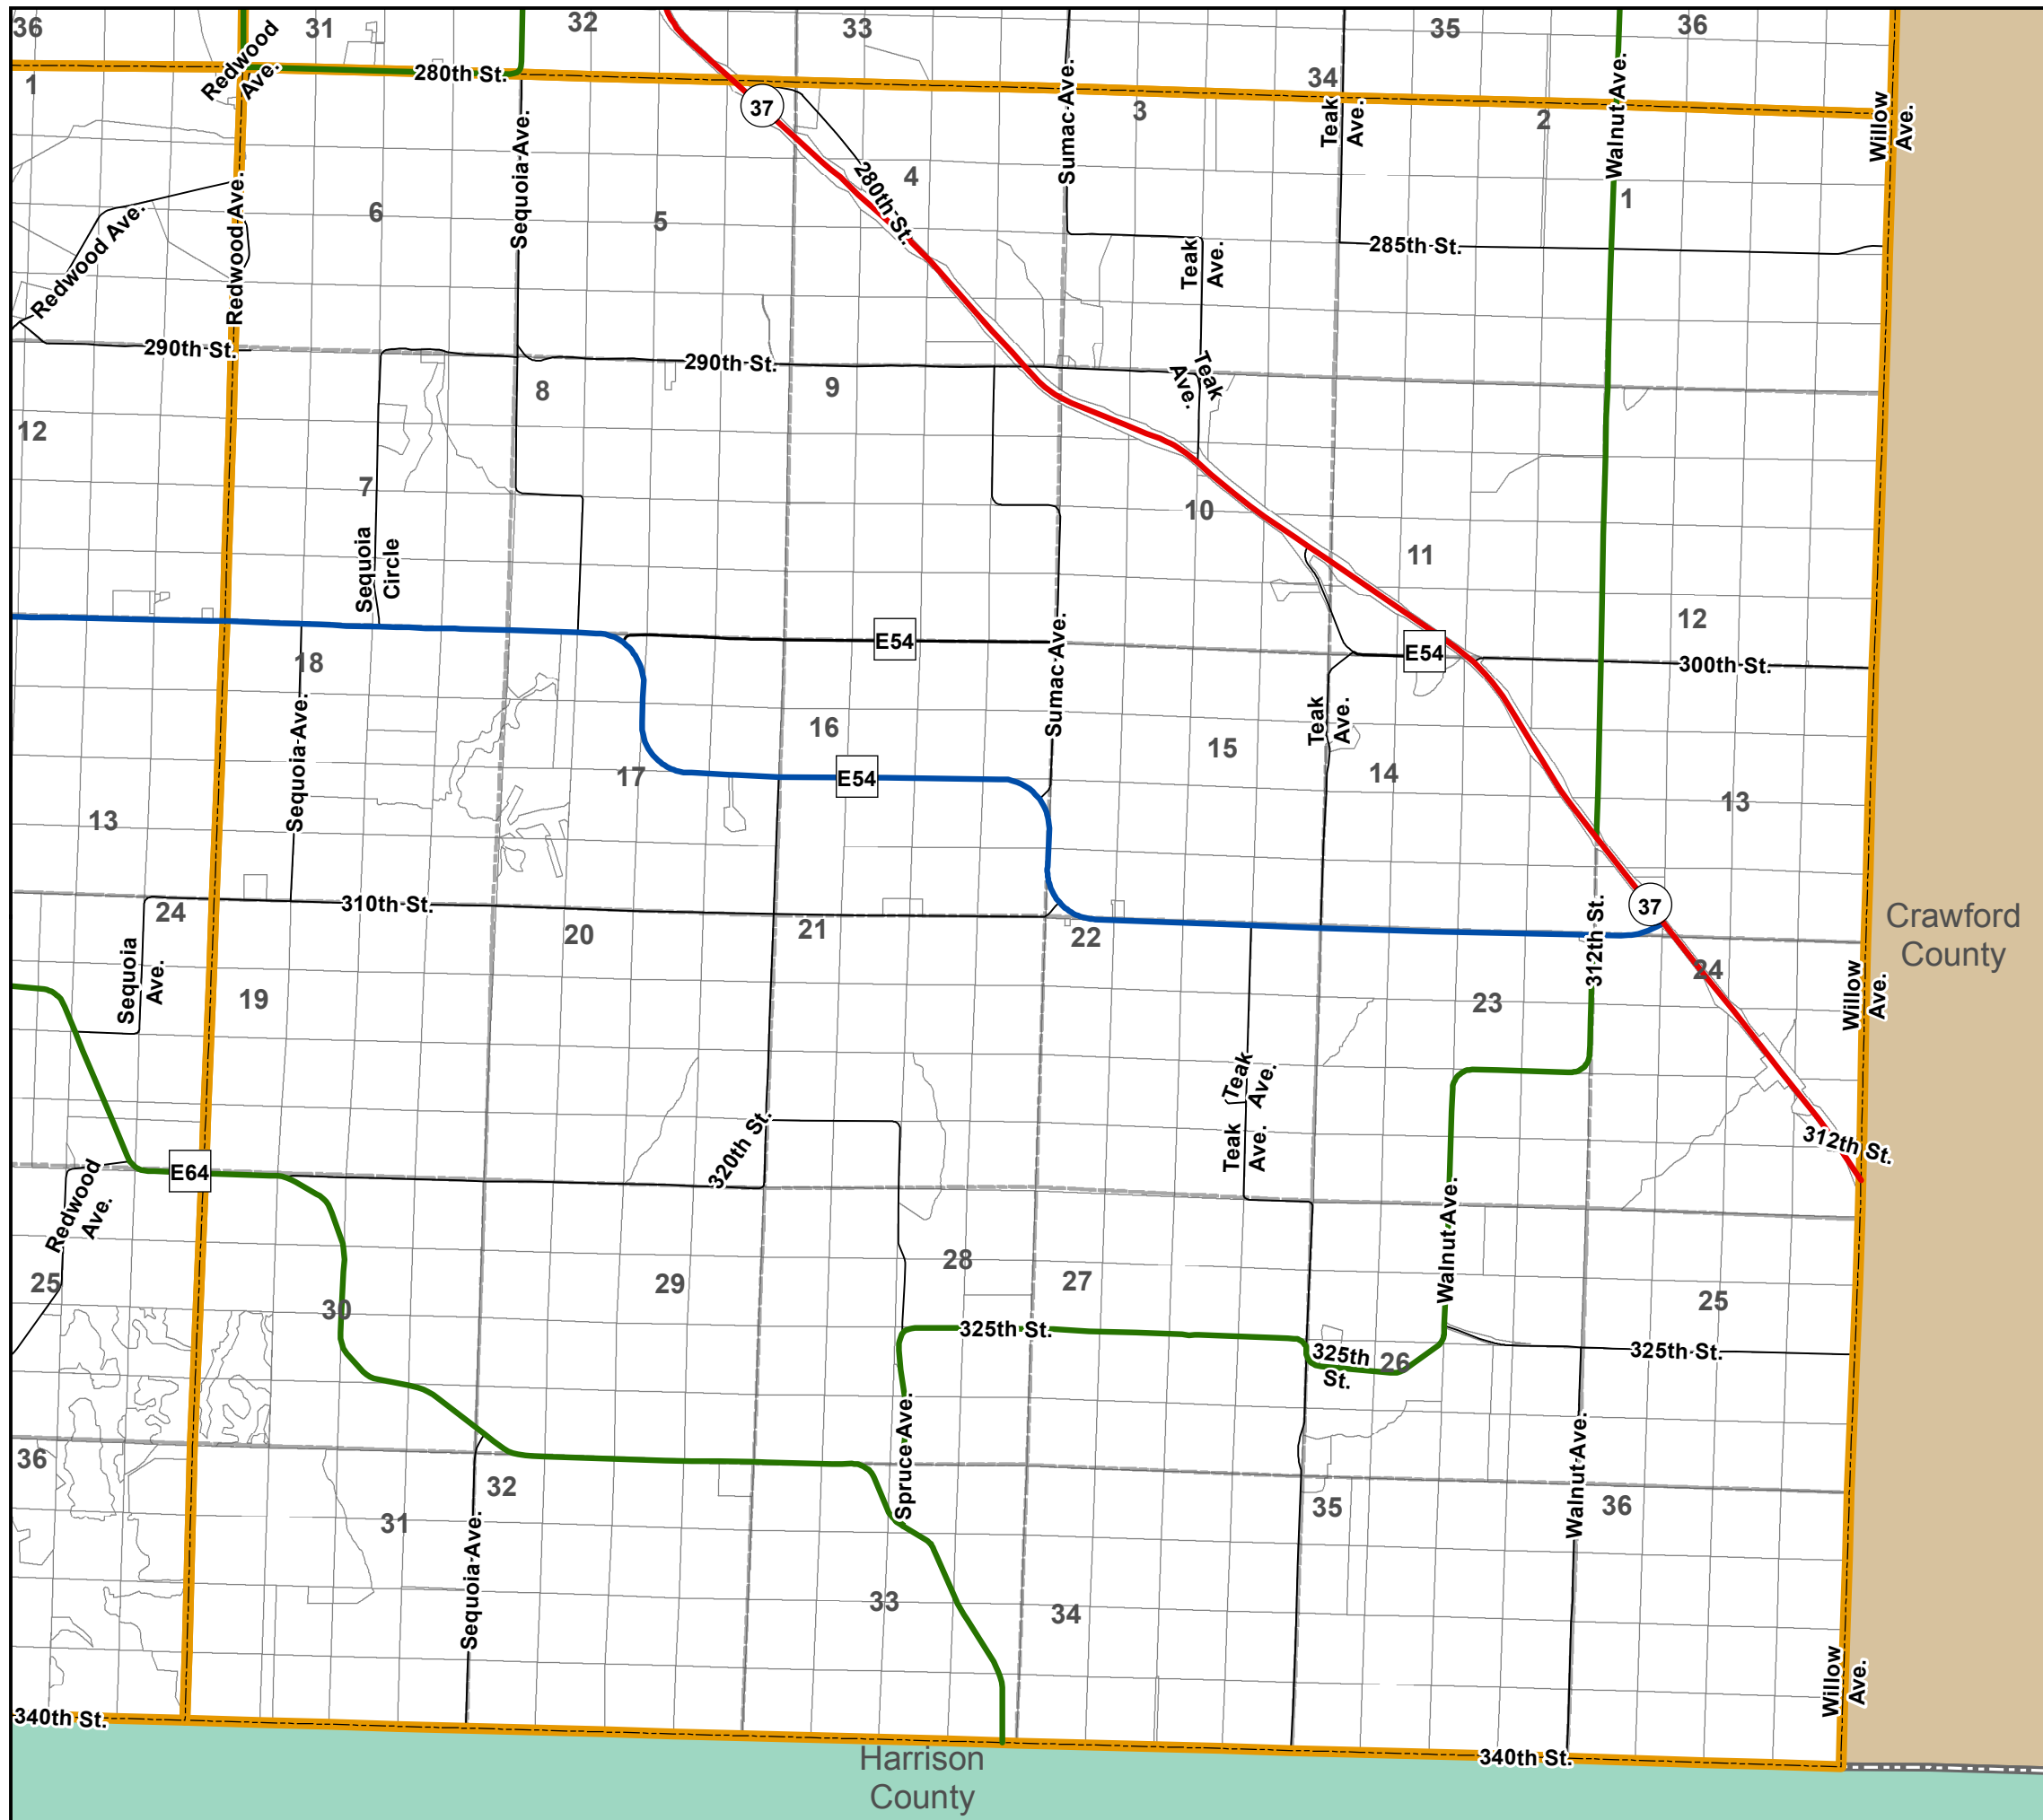 36
31
32
33
35
36
Redwood
Ave.
280th St.
1
34
37
Sumac Ave.
3
Teak
Ave.
2
Walnut Ave.
Willow
Ave.
Sequoia Ave.
280th St.
4
Redwood Ave.
Redwood Ave.
6
5
1
Teak
Ave.
285th St.
290th St.
290th St.
Teak
Ave.
8
9
12
7
10
11
Sequoia
Circle
12
18
E54
Sumac Ave.
E54
300th St.
Sequoia Ave.
16
Teak
Ave.
15
17
E54
14
13
13
24
310th St.
20
21
22
312th St.
37
Crawford
County
Sequoia
Ave.
19
23
24
Willow
Ave.
Teak
Ave.
E64
320th St.
Teak
Ave.
312th St.
Redwood
Ave.
Walnut Ave.
25
30
29
28
27
25
325th St.
325th
St.
26
325th St.
36
32
Spruce Ave.
Walnut Ave.
31
35
36
Sequoia Ave.
33
34
Willow
Ave.
340th St.
340th St.
Harrison
County